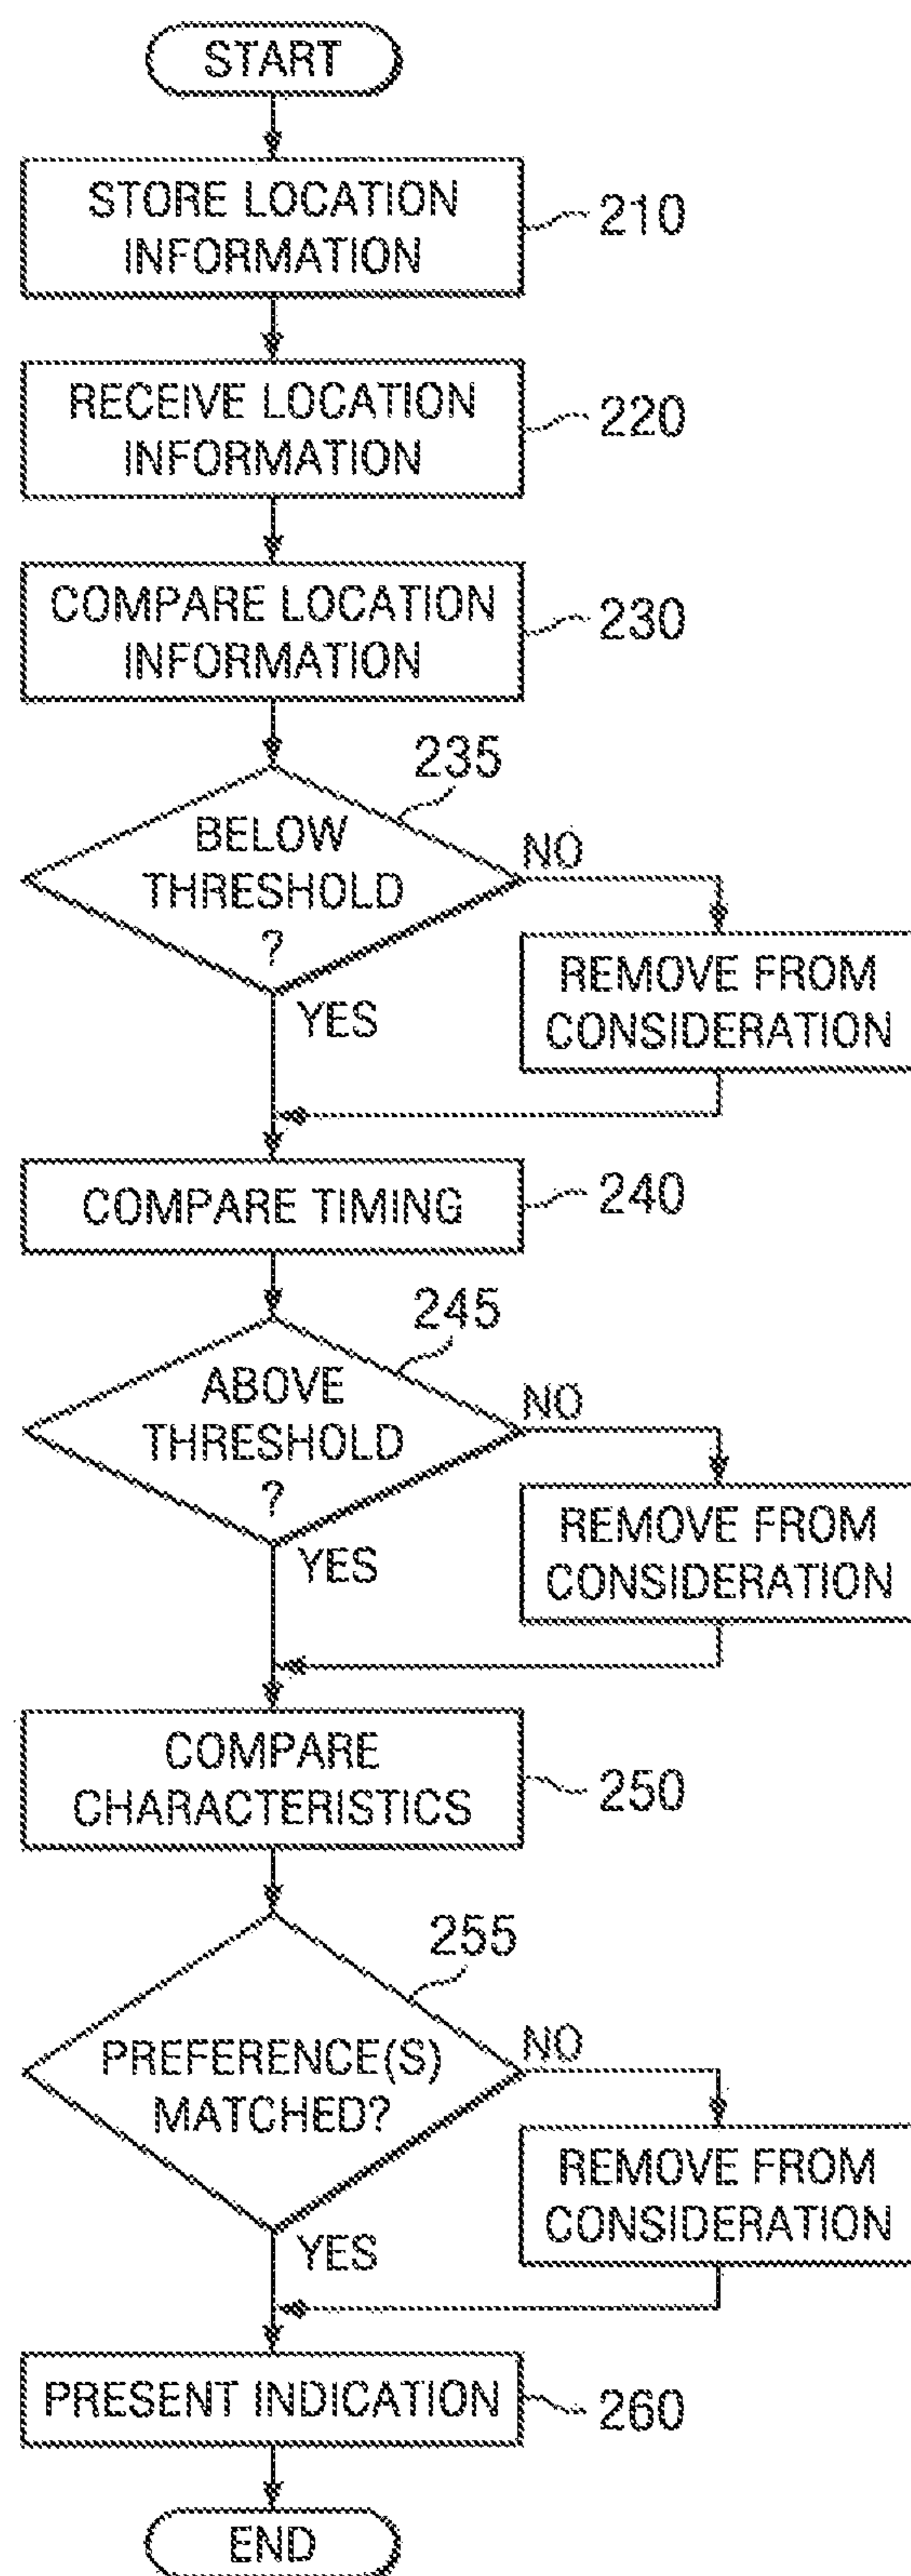 START
STORE LOCATION
INFORMATION
210
RECEIVE LOCATION
INFORMATION
220
COMPARE LOCATION
INFORMATION
230
235
BELOW
THRESHOLD
?
NO
YES
REMOVE FROM
CONSIDERATION
COMPARE TIMING
240
245
ABOVE
THRESHOLD
?
NO
YES
REMOVE FROM
CONSIDERATION
COMPARE
CHARACTERISTICS
250
255
PREFERENCE(S)
MATCHED?
NO
YES
REMOVE FROM
CONSIDERATION
PRESENT INDICATION
260
END